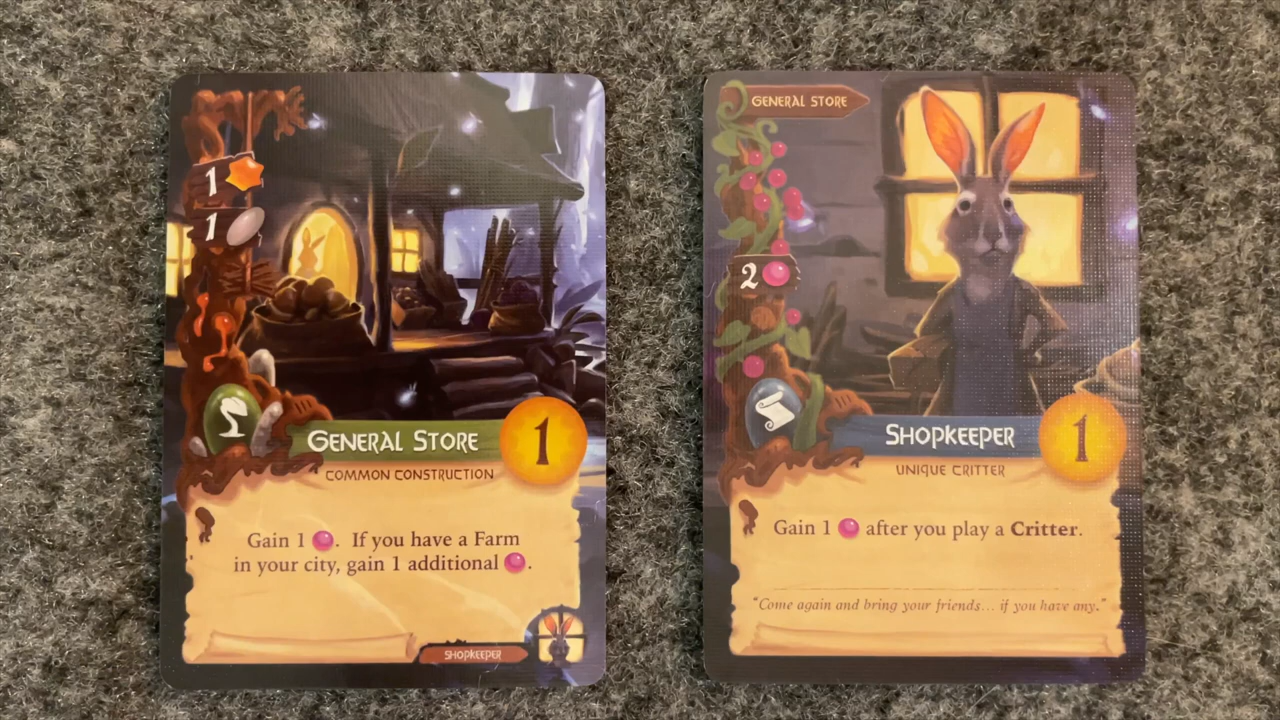 1
1
GENERAL STORE
1
COMMON CONSTRUCTION
Gain 1 . If you have a Farm
in your city, gain 1 additional .
SHOPKEEPER
GENERAL STORE
2
SHOPKEEPER
1
UNIQUE CRITTER
Gain 1 after you play a Critter.
"Come again and bring your friends... if you have any."